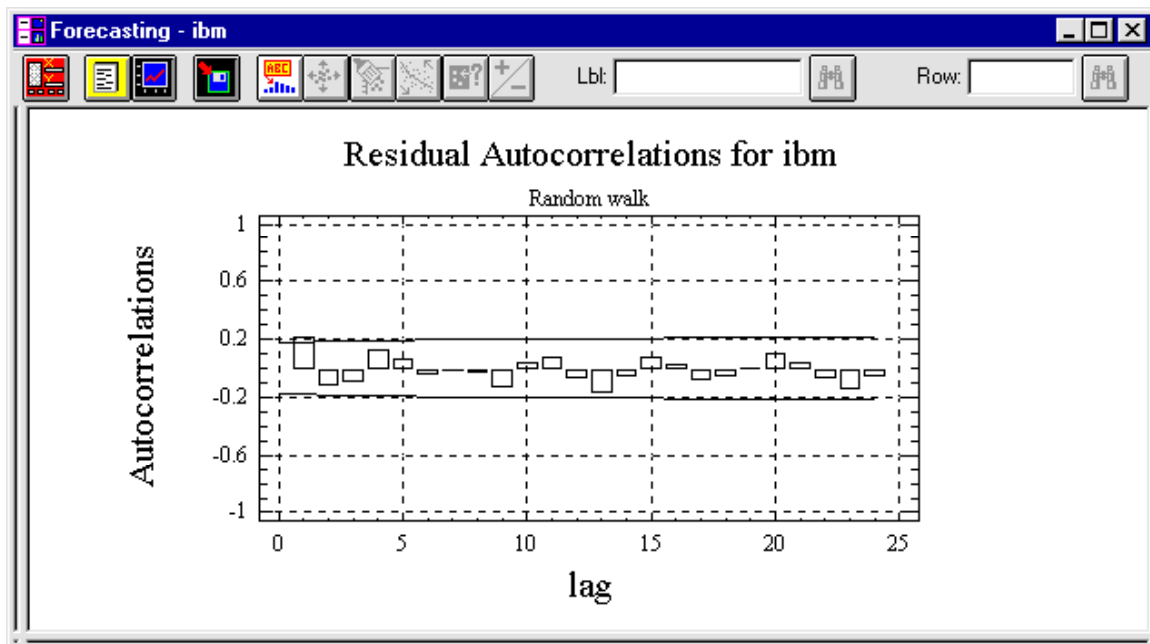 Forecasting - ibm
ABC
Lbl:
Row:
Residual Autocorrelations for ibm
Random walk
Autocorrelations
1
0.6
0.2
-0.2
-0.6
-1
0 5 10 15 20 25
lag